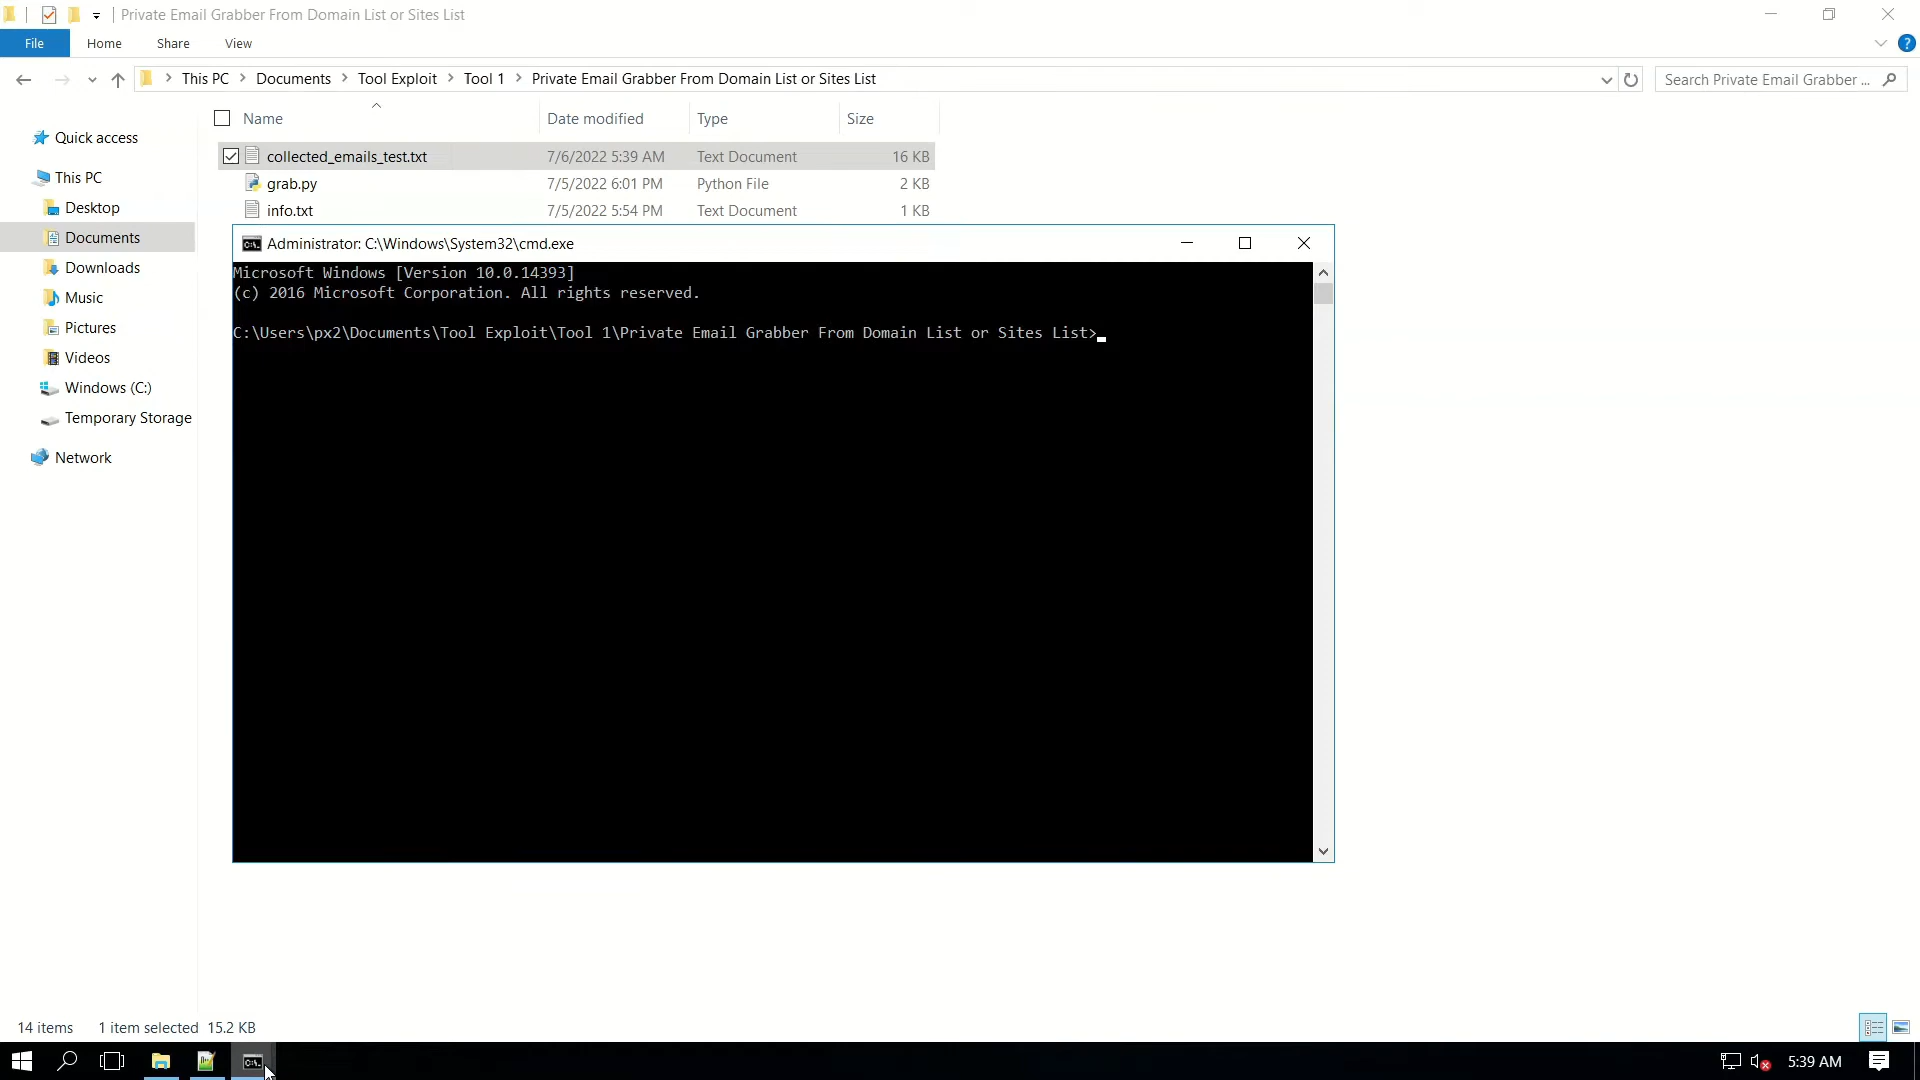 Private Email Grabber From Domain List or Sites List
File Home Share View
This PC Documents Tool Exploit Tool 1 Private Email Grabber From Domain List or Sites List
Search Private Email Grabber ...
Name Date modified Type Size
Quick access
This PC
Desktop
Documents
Downloads
Music
Pictures
Videos
Windows (C:)
Temporary Storage
Network
collected_emails_test.txt 7/6/2022 5:39 AM Text Document 16 KB
grab.py 7/5/2022 6:01 PM Python File 2 KB
info.txt 7/5/2022 5:54 PM Text Document 1 KB
Administrator: C:\Windows\System32\cmd.exe
Microsoft Windows [Version 10.0.14393]
(c) 2016 Microsoft Corporation. All rights reserved.
C:\Users\px2\Documents\Tool Exploit\Tool 1\Private Email Grabber From Domain List or Sites List>
14 items 1 item selected 15.2 KB
5:39 AM